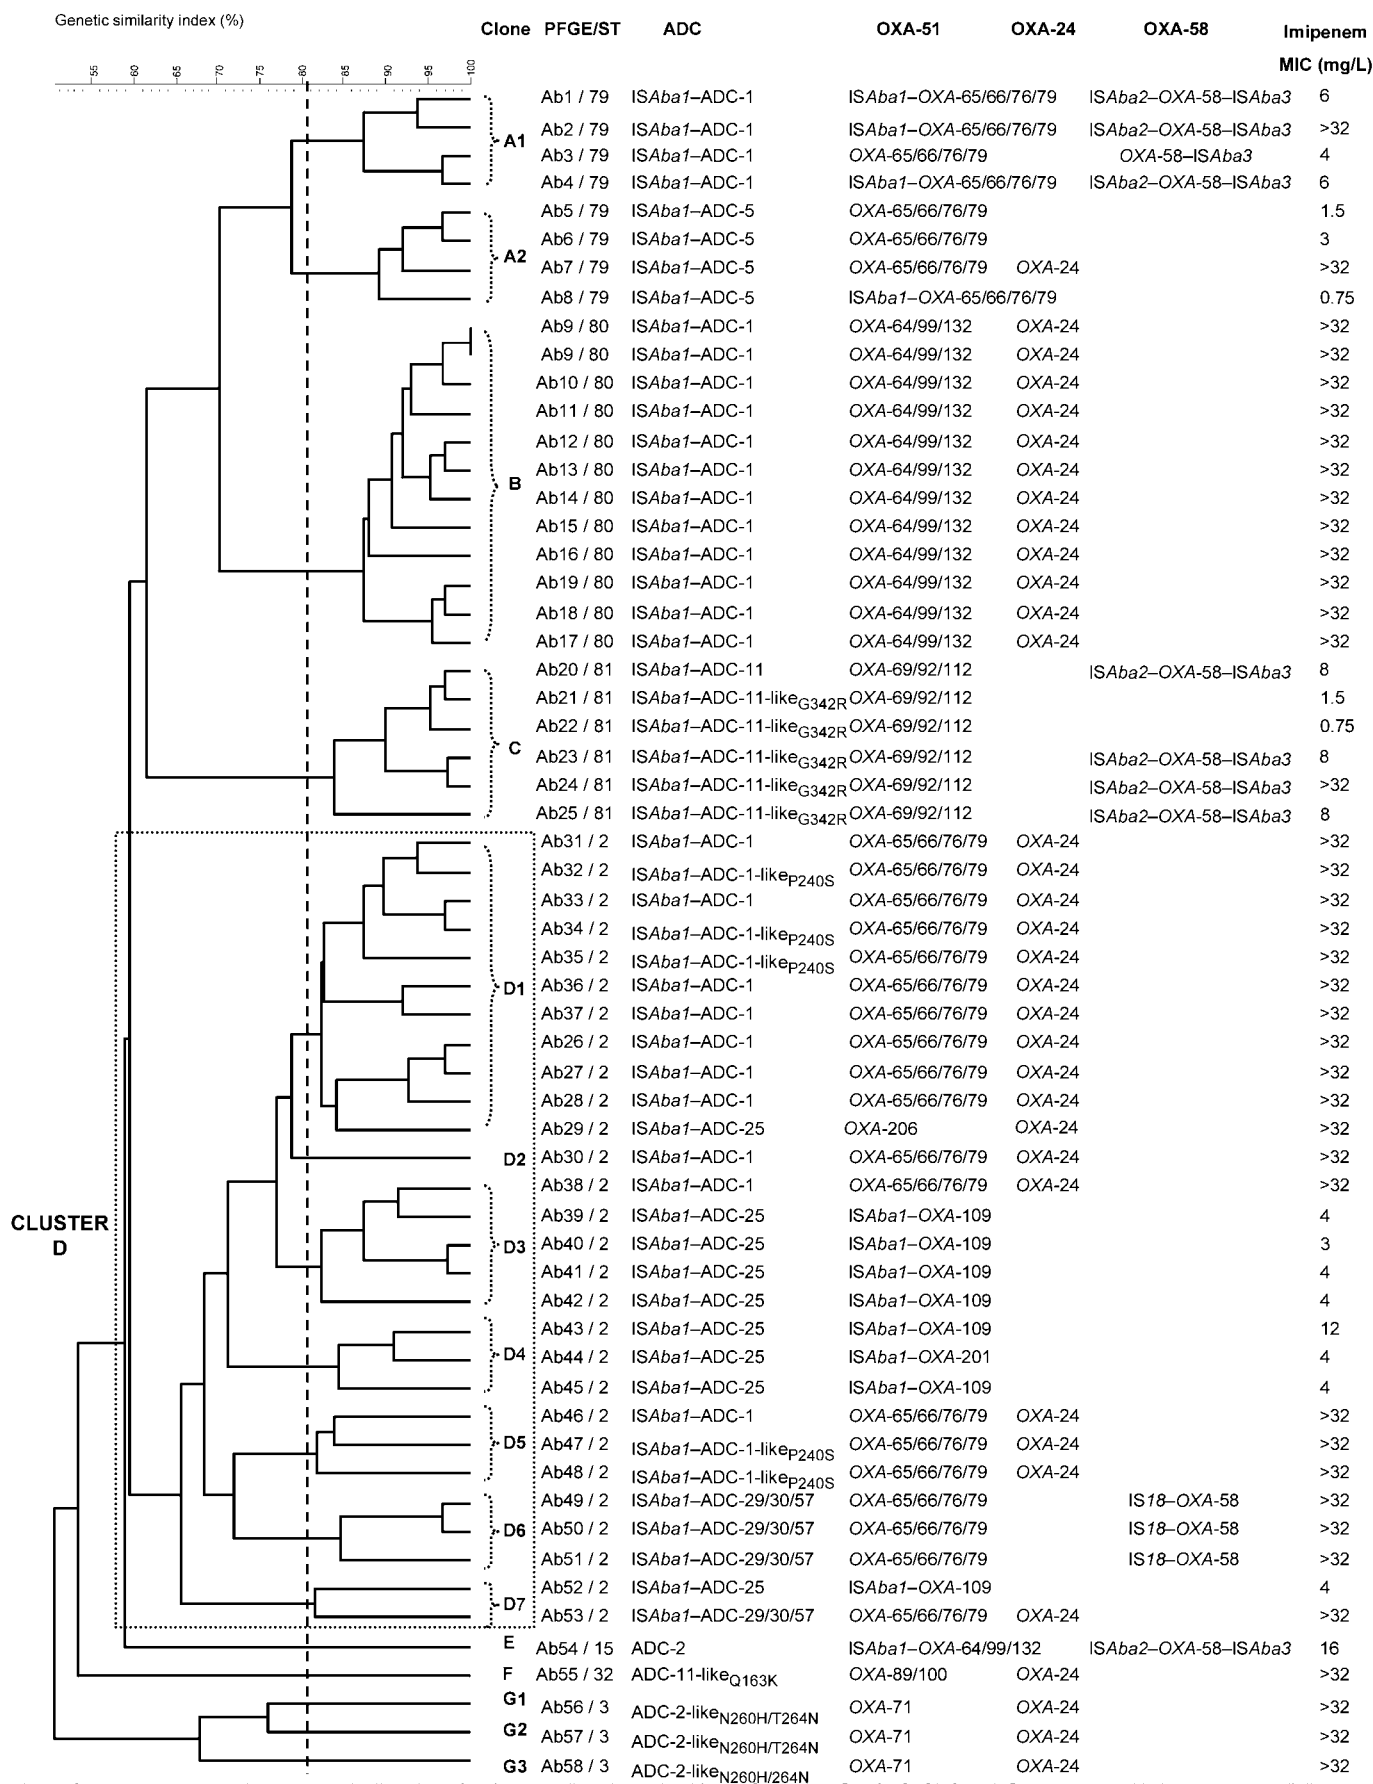 Genetic similarity index (%)
Clone PFGE/ST ADC OXA-51 OXA-24 OXA-58 Imipenem
MIC (mg/L)
55 60 65 70 75 80 85 90 95 100
Ab1 / 79 ISAba1–ADC-1 ISAba1–OXA-65/66/76/79 ISAba2–OXA-58–ISAba3 6
Ab2 / 79 ISAba1–ADC-1 ISAba1–OXA-65/66/76/79 ISAba2–OXA-58–ISAba3 >32
A1
Ab3 / 79 ISAba1–ADC-1 OXA-65/66/76/79 OXA-58–ISAba3 4
Ab4 / 79 ISAba1–ADC-1 ISAba1–OXA-65/66/76/79 ISAba2–OXA-58–ISAba3 6
Ab5 / 79 ISAba1–ADC-5 OXA-65/66/76/79 1.5
Ab6 / 79 ISAba1–ADC-5 OXA-65/66/76/79 3
A2
Ab7 / 79 ISAba1–ADC-5 OXA-65/66/76/79 OXA-24 >32
Ab8 / 79 ISAba1–ADC-5 ISAba1–OXA-65/66/76/79 0.75
Ab9 / 80 ISAba1–ADC-1 OXA-64/99/132 OXA-24 >32
Ab9 / 80 ISAba1–ADC-1 OXA-64/99/132 OXA-24 >32
Ab10 / 80 ISAba1–ADC-1 OXA-64/99/132 OXA-24 >32
Ab11 / 80 ISAba1–ADC-1 OXA-64/99/132 OXA-24 >32
Ab12 / 80 ISAba1–ADC-1 OXA-64/99/132 OXA-24 >32
Ab13 / 80 ISAba1–ADC-1 OXA-64/99/132 OXA-24 >32
B
Ab14 / 80 ISAba1–ADC-1 OXA-64/99/132 OXA-24 >32
Ab15 / 80 ISAba1–ADC-1 OXA-64/99/132 OXA-24 >32
Ab16 / 80 ISAba1–ADC-1 OXA-64/99/132 OXA-24 >32
Ab19 / 80 ISAba1–ADC-1 OXA-64/99/132 OXA-24 >32
Ab18 / 80 ISAba1–ADC-1 OXA-64/99/132 OXA-24 >32
Ab17 / 80 ISAba1–ADC-1 OXA-64/99/132 OXA-24 >32
Ab20 / 81 ISAba1–ADC-11 OXA-69/92/112 ISAba2–OXA-58–ISAba3 8
Ab21 / 81 ISAba1–ADC-11-likeG342R OXA-69/92/112 1.5
Ab22 / 81 ISAba1–ADC-11-likeG342R OXA-69/92/112 0.75
C
Ab23 / 81 ISAba1–ADC-11-likeG342R OXA-69/92/112 ISAba2–OXA-58–ISAba3 8
Ab24 / 81 ISAba1–ADC-11-likeG342R OXA-69/92/112 ISAba2–OXA-58–ISAba3 >32
Ab25 / 81 ISAba1–ADC-11-likeG342R OXA-69/92/112 ISAba2–OXA-58–ISAba3 8
Ab31 / 2 ISAba1–ADC-1 OXA-65/66/76/79 OXA-24 >32
Ab32 / 2 ISAba1–ADC-1-likeP240S OXA-65/66/76/79 OXA-24 >32
Ab33 / 2 ISAba1–ADC-1 OXA-65/66/76/79 OXA-24 >32
Ab34 / 2 ISAba1–ADC-1-likeP240S OXA-65/66/76/79 OXA-24 >32
Ab35 / 2 ISAba1–ADC-1-likeP240S OXA-65/66/76/79 OXA-24 >32
D1
Ab36 / 2 ISAba1–ADC-1 OXA-65/66/76/79 OXA-24 >32
Ab37 / 2 ISAba1–ADC-1 OXA-65/66/76/79 OXA-24 >32
Ab26 / 2 ISAba1–ADC-1 OXA-65/66/76/79 OXA-24 >32
Ab27 / 2 ISAba1–ADC-1 OXA-65/66/76/79 OXA-24 >32
Ab28 / 2 ISAba1–ADC-1 OXA-65/66/76/79 OXA-24 >32
Ab29 / 2 ISAba1–ADC-25 OXA-206 OXA-24 >32
D2 Ab30 / 2 ISAba1–ADC-1 OXA-65/66/76/79 OXA-24 >32
Ab38 / 2 ISAba1–ADC-1 OXA-65/66/76/79 OXA-24 >32
Ab39 / 2 ISAba1–ADC-25 ISAba1–OXA-109 4
CLUSTER
D
D3
Ab40 / 2 ISAba1–ADC-25 ISAba1–OXA-109 3
Ab41 / 2 ISAba1–ADC-25 ISAba1–OXA-109 4
Ab42 / 2 ISAba1–ADC-25 ISAba1–OXA-109 4
Ab43 / 2 ISAba1–ADC-25 ISAba1–OXA-109 12
D4 Ab44 / 2 ISAba1–ADC-25 ISAba1–OXA-201 4
Ab45 / 2 ISAba1–ADC-25 ISAba1–OXA-109 4
Ab46 / 2 ISAba1–ADC-1 OXA-65/66/76/79 OXA-24 >32
D5 Ab47 / 2 ISAba1–ADC-1-likeP240S OXA-65/66/76/79 OXA-24 >32
Ab48 / 2 ISAba1–ADC-1-likeP240S OXA-65/66/76/79 OXA-24 >32
Ab49 / 2 ISAba1–ADC-29/30/57 OXA-65/66/76/79 IS18–OXA-58 >32
D6 Ab50 / 2 ISAba1–ADC-29/30/57 OXA-65/66/76/79 IS18–OXA-58 >32
Ab51 / 2 ISAba1–ADC-29/30/57 OXA-65/66/76/79 IS18–OXA-58 >32
Ab52 / 2 ISAba1–ADC-25 ISAba1–OXA-109 4
D7
Ab53 / 2 ISAba1–ADC-29/30/57 OXA-65/66/76/79 OXA-24 >32
E Ab54 / 15 ADC-2 ISAba1–OXA-64/99/132 ISAba2–OXA-58–ISAba3 16
F Ab55 / 32 ADC-11-likeQ163K OXA-89/100 OXA-24 >32
G1 Ab56 / 3 ADC-2-likeN260H/T264N OXA-71 OXA-24 >32
G2 Ab57 / 3 ADC-2-likeN260H/T264N OXA-71 OXA-24 >32
G3 Ab58 / 3 ADC-2-likeN260H/264N OXA-71 OXA-24 >32